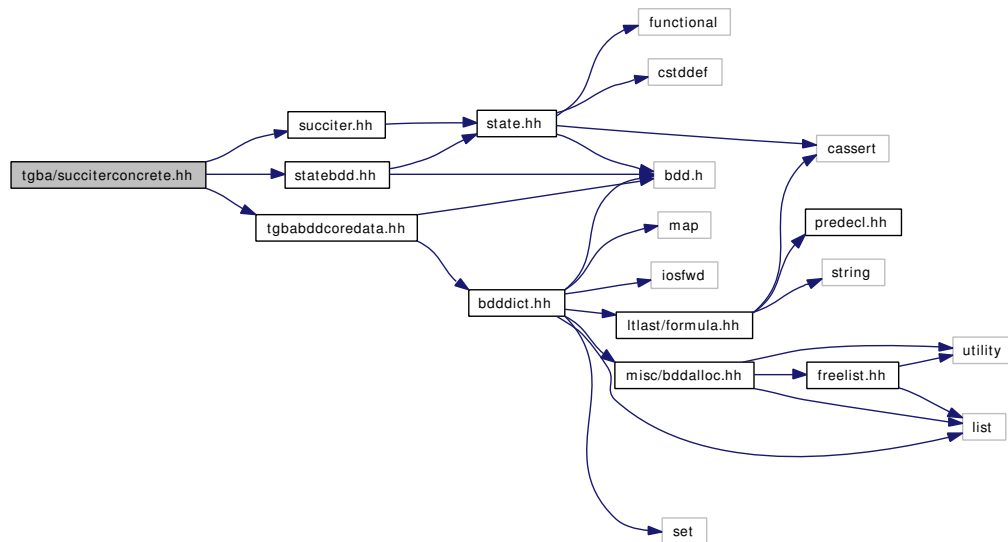 functional
cstddef
succiter.hh
state.hh
cassert
tgba/succiterconcrete.hh
statebdd.hh
bdd.h
tgbabddcoredata.hh
map
predecl.hh
iosfwd
string
bdddict.hh
ltlast/formula.hh
utility
misc/bddalloc.hh
freelist.hh
list
set